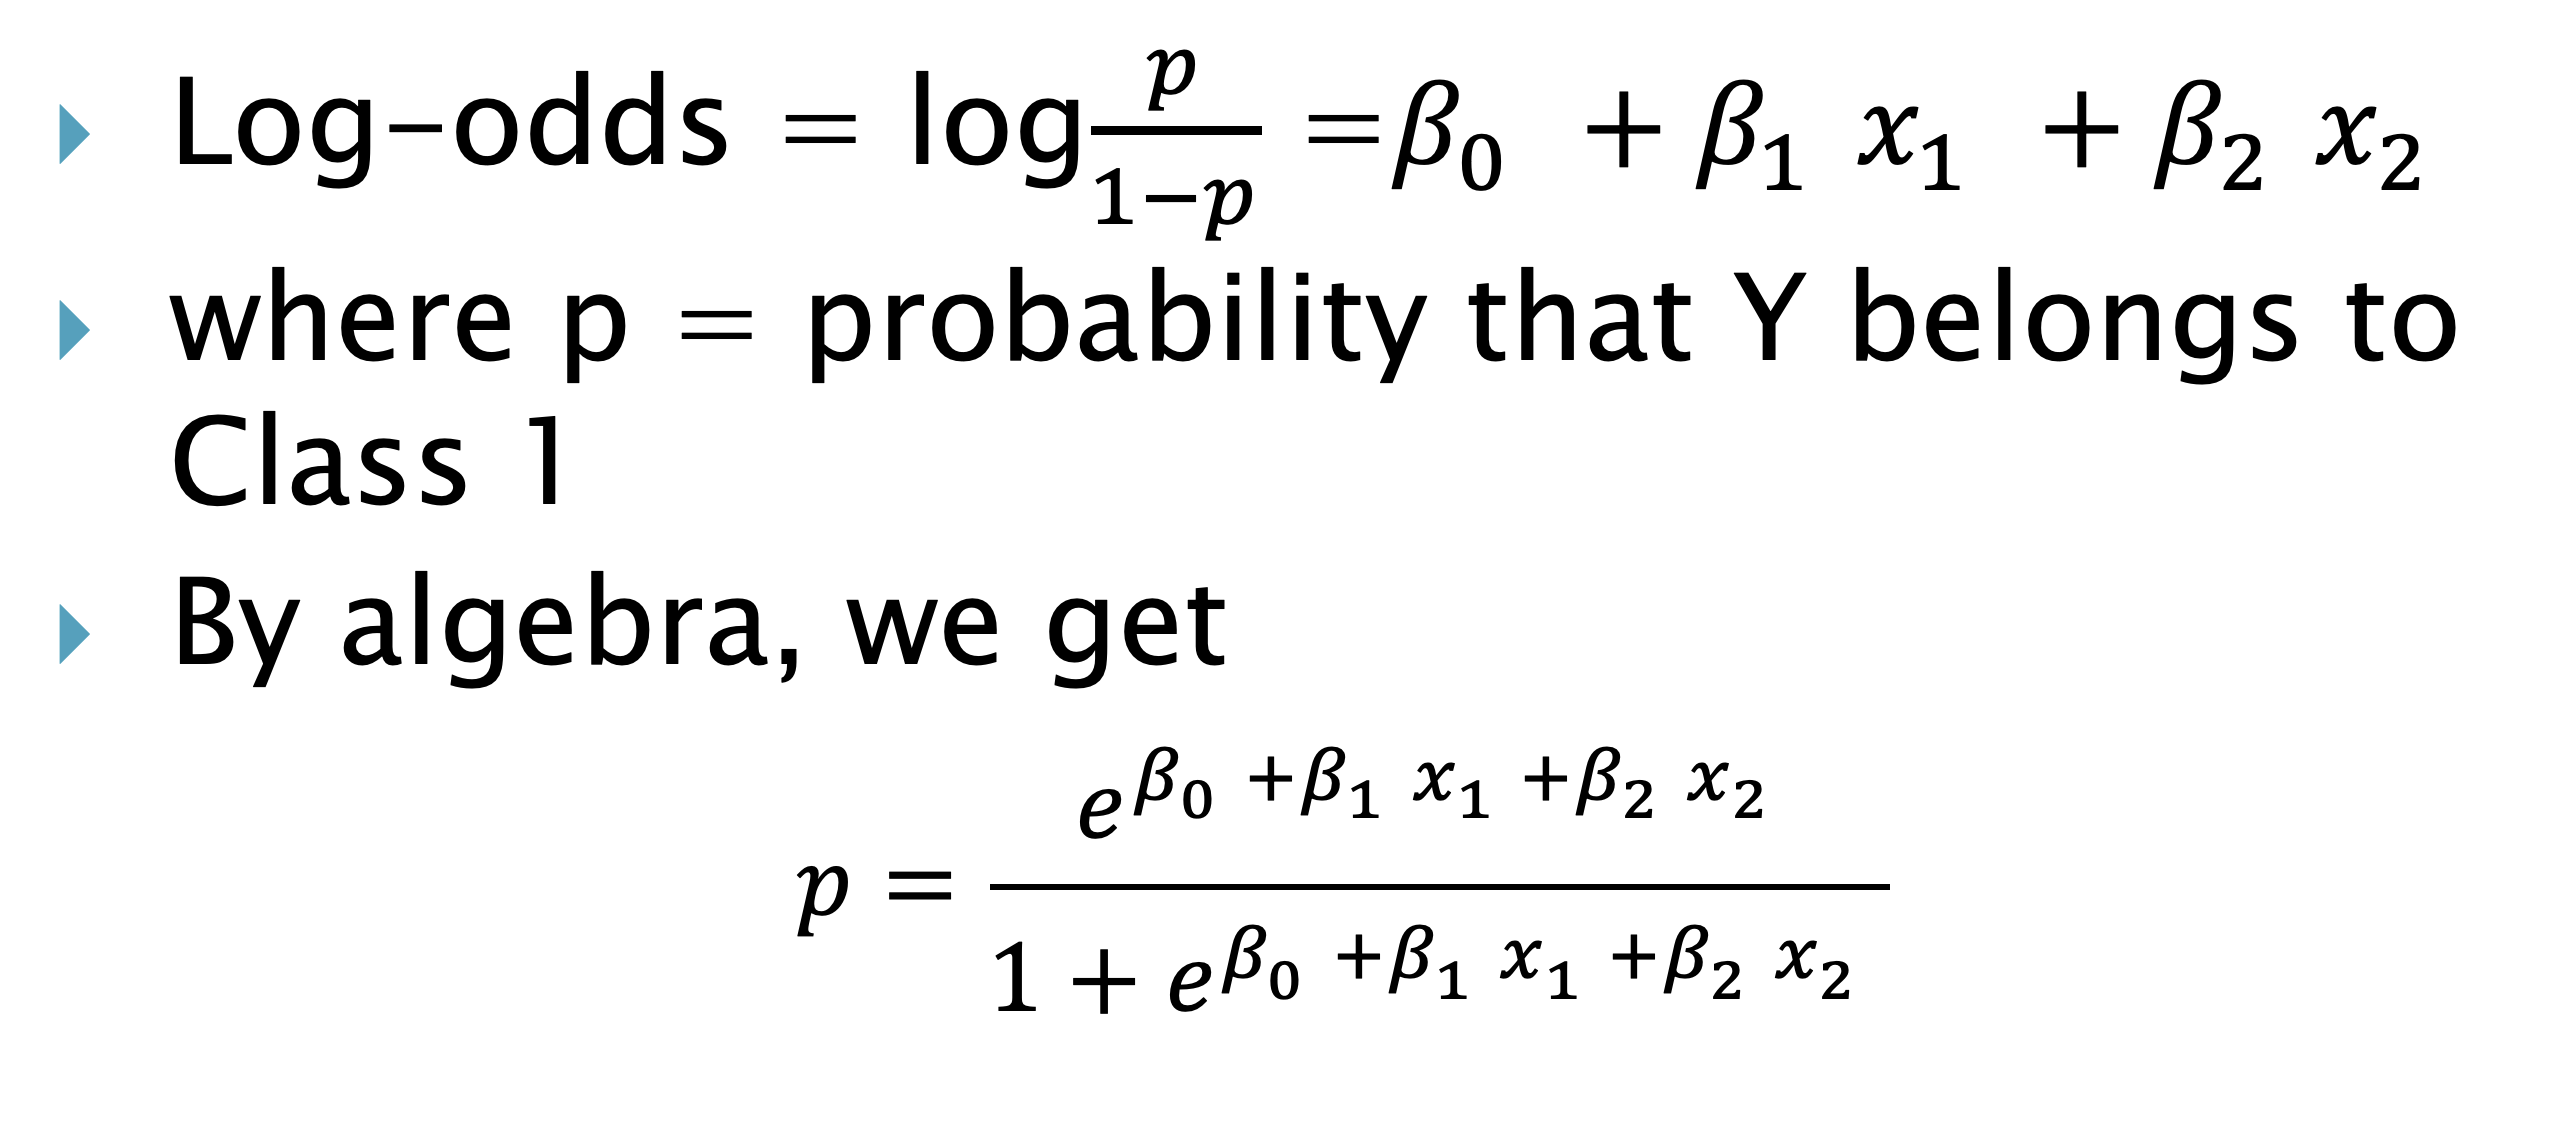 Log-odds = log p/(1−p) = β₀ + β₁ x₁ + β₂ x₂
where p = probability that Y belongs to
Class 1
By algebra, we get
p = e^(β₀ + β₁ x₁ + β₂ x₂) / (1 + e^(β₀ + β₁ x₁ + β₂ x₂))